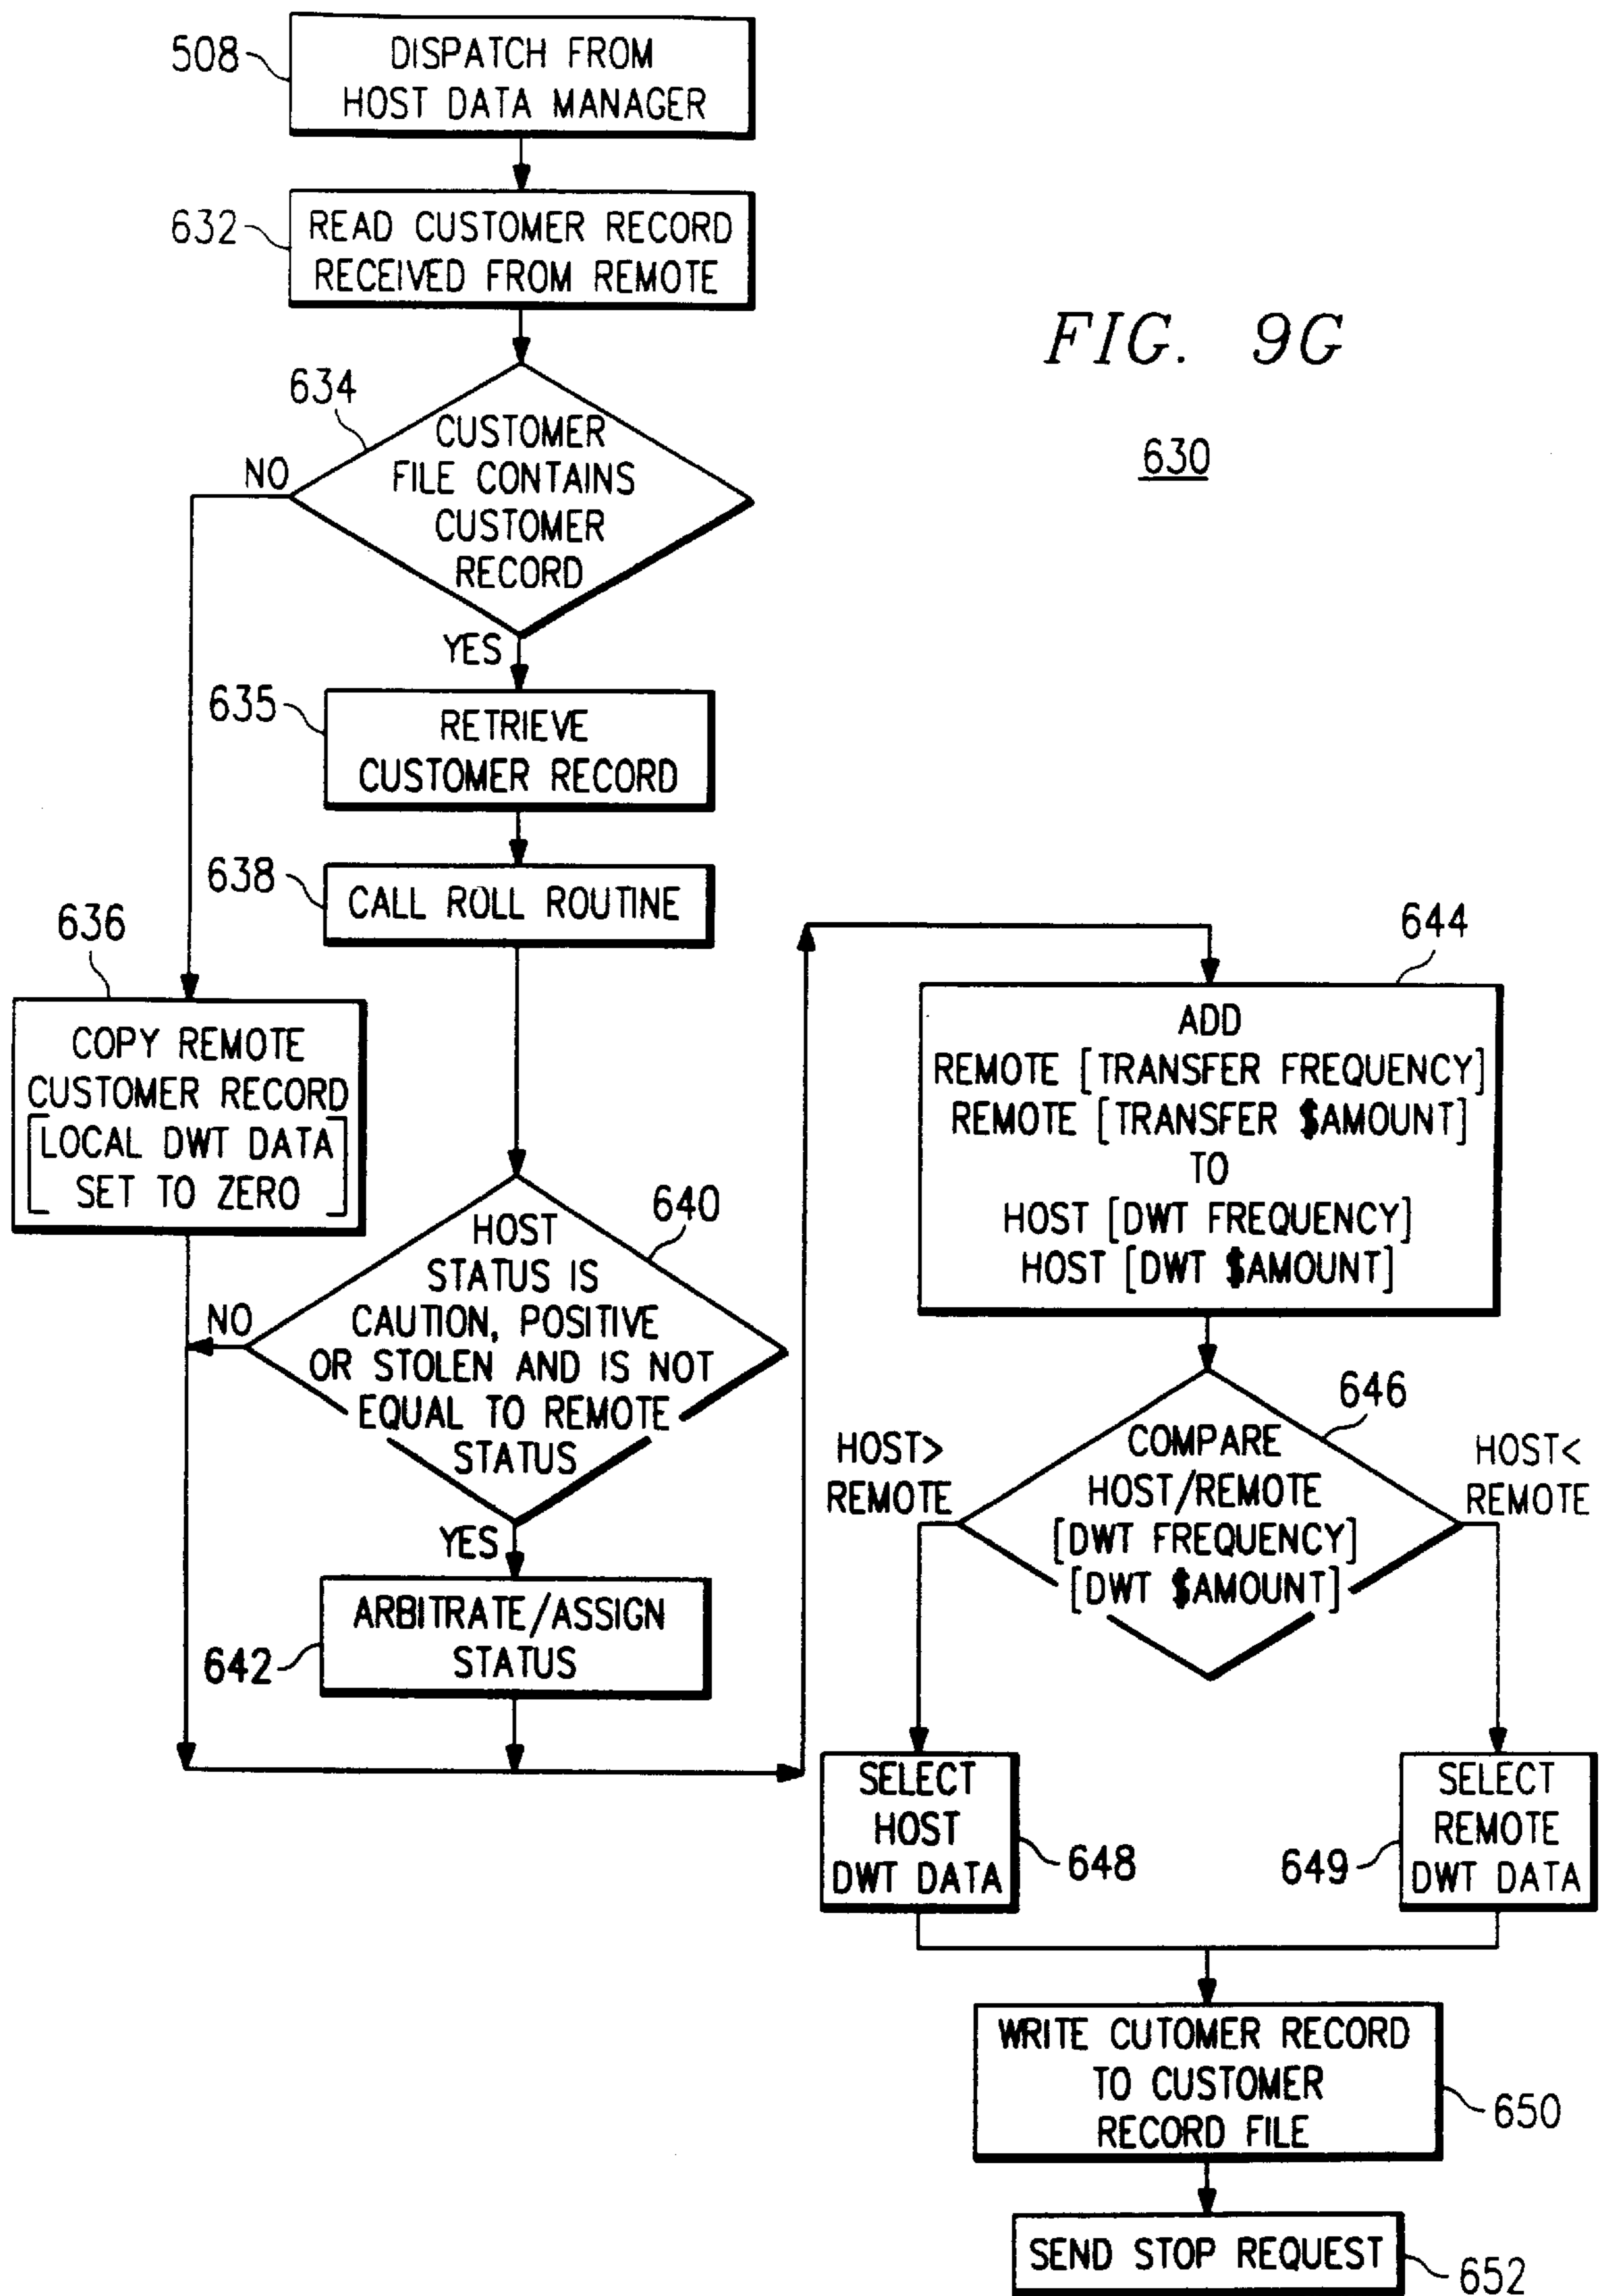 508
DISPATCH FROM
HOST DATA MANAGER
632
READ CUSTOMER RECORD
RECEIVED FROM REMOTE
FIG. 9G
630
634
CUSTOMER
FILE CONTAINS
CUSTOMER
RECORD
NO
YES
635
RETRIEVE
CUSTOMER RECORD
638
CALL ROLL ROUTINE
636
COPY REMOTE
CUSTOMER RECORD
[LOCAL DWT DATA
SET TO ZERO]
640
HOST
STATUS IS
CAUTION, POSITIVE
OR STOLEN AND IS NOT
EQUAL TO REMOTE
STATUS
NO
YES
ARBITRATE/ASSIGN
STATUS
642
644
ADD
REMOTE [TRANSFER FREQUENCY]
REMOTE [TRANSFER $AMOUNT]
TO
HOST [DWT FREQUENCY]
HOST [DWT $AMOUNT]
646
COMPARE
HOST/REMOTE
[DWT FREQUENCY]
[DWT $AMOUNT]
HOST>
REMOTE
HOST<
REMOTE
SELECT
HOST
DWT DATA
648
SELECT
REMOTE
DWT DATA
649
WRITE CUTOMER RECORD
TO CUSTOMER
RECORD FILE
650
SEND STOP REQUEST
652